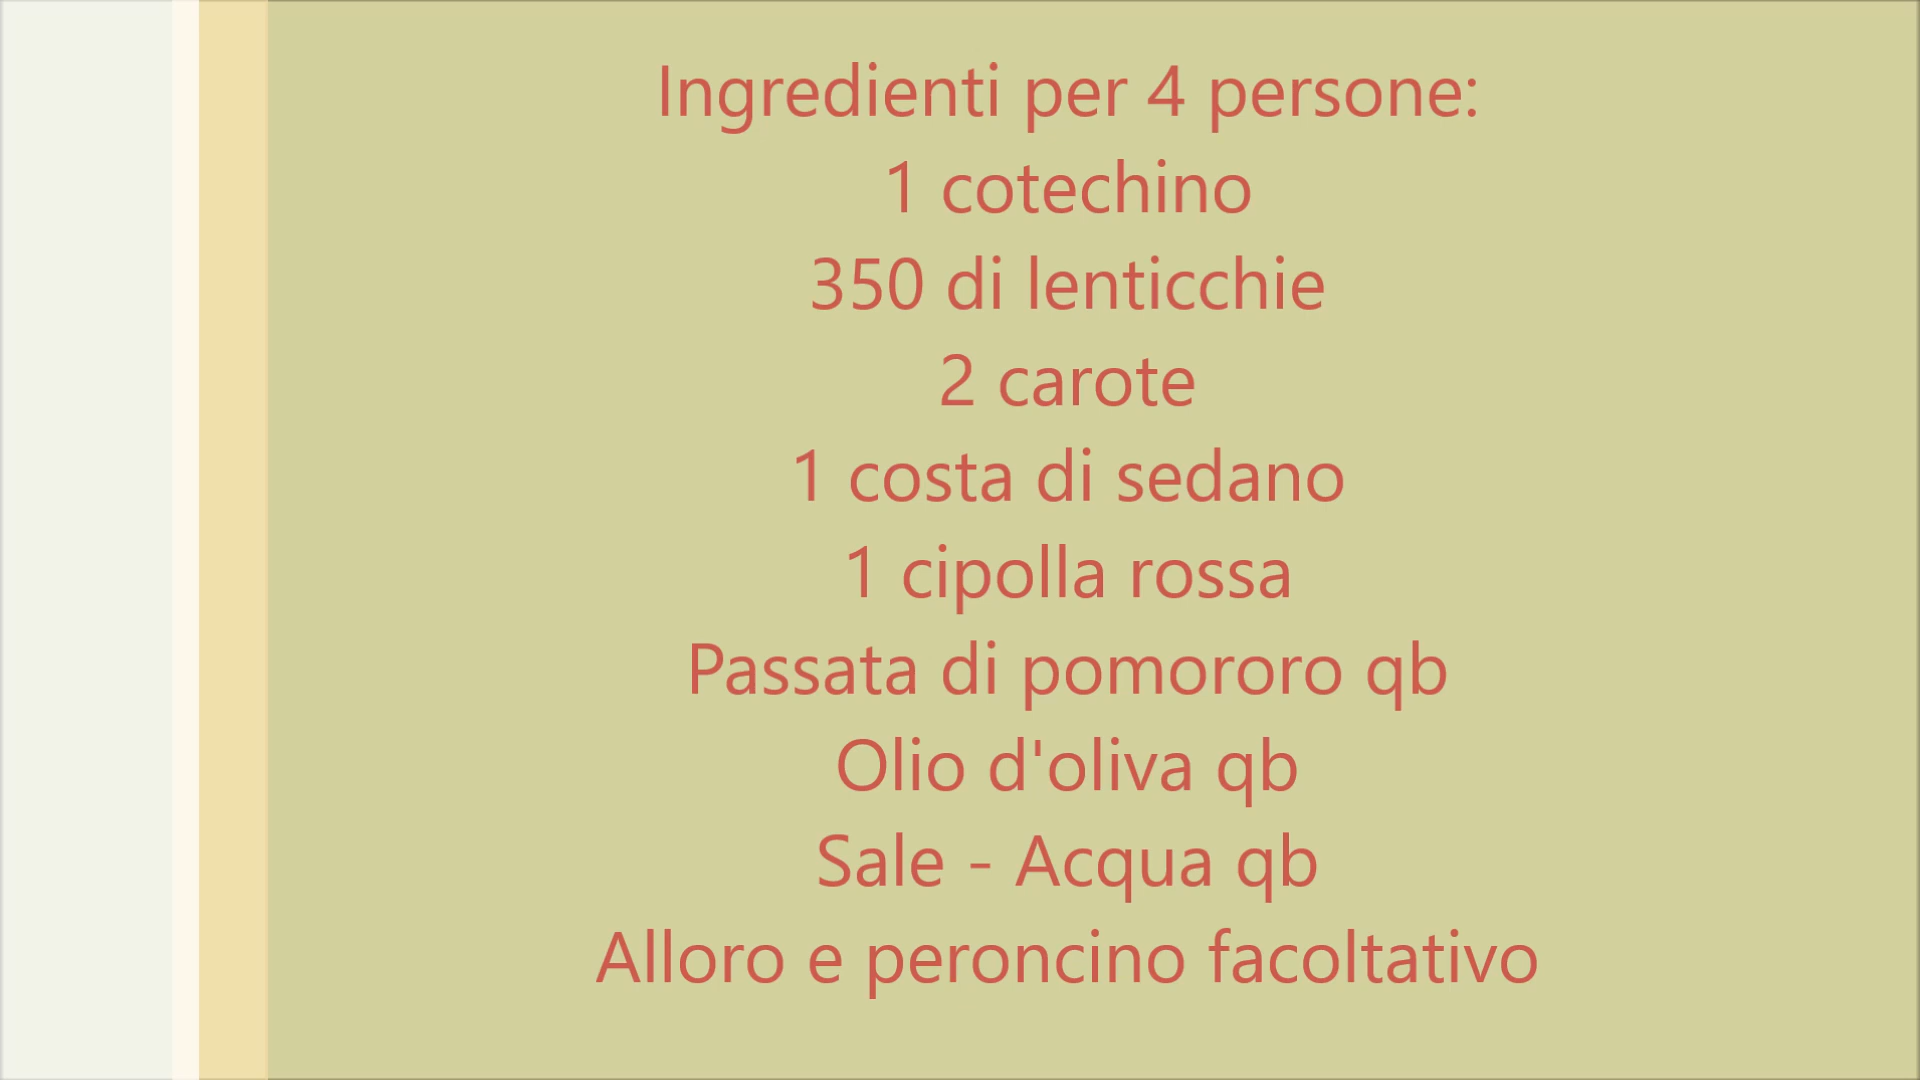 Ingredienti per 4 persone:
1 cotechino
350 di lenticchie
2 carote
1 costa di sedano
1 cipolla rossa
Passata di pomororo qb
Olio d'oliva qb
Sale - Acqua qb
Alloro e peroncino facoltativo